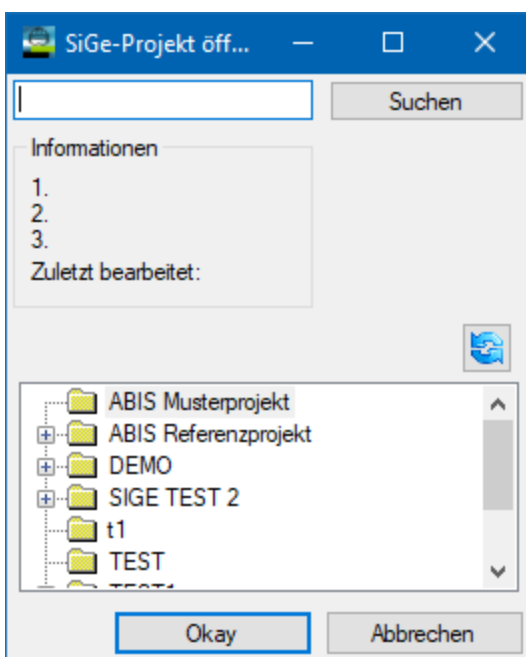 SiGe-Projekt öff...
Suchen
Informationen
1.
2.
3.
Zuletzt bearbeitet:
ABIS Musterprojekt
ABIS Referenzprojekt
DEMO
SIGE TEST 2
t1
TEST
TEST1
Okay
Abbrechen